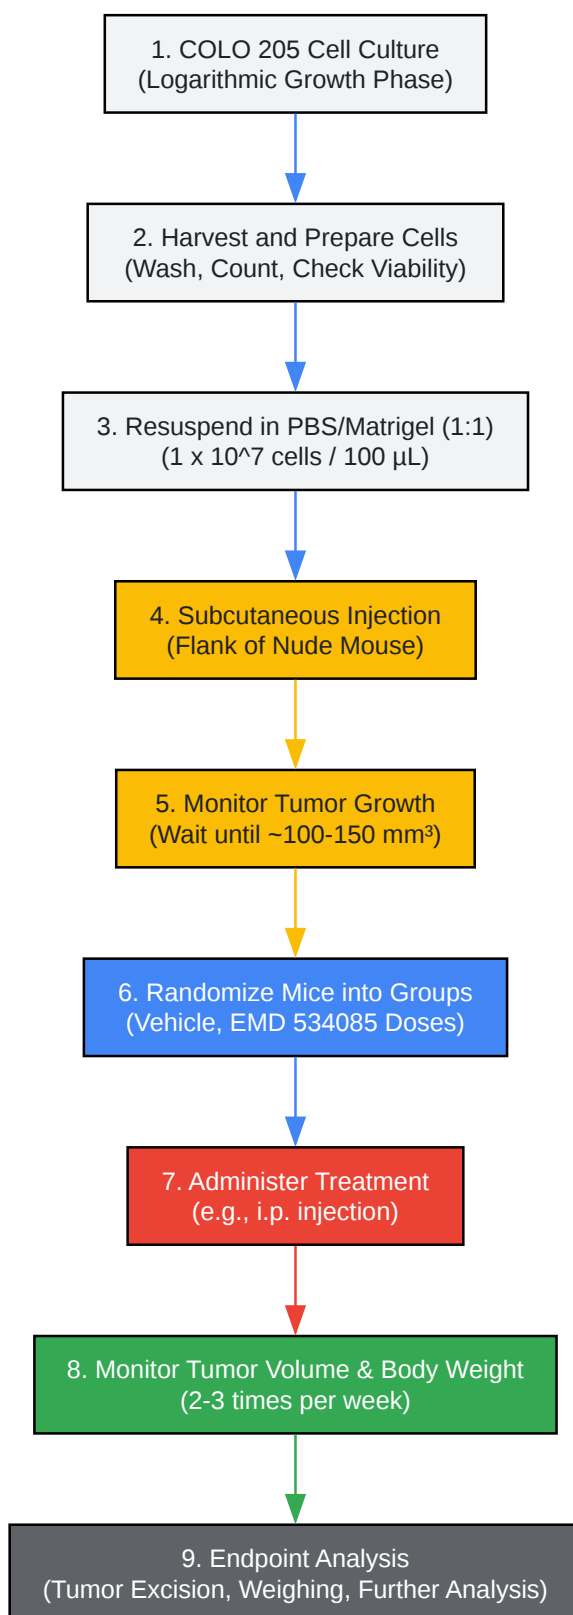 1. COLO 205 Cell Culture
(Logarithmic Growth Phase)
2. Harvest and Prepare Cells
(Wash, Count, Check Viability)
3. Resuspend in PBS/Matrigel (1:1)
(1 x 10^7 cells / 100 µL)
4. Subcutaneous Injection
(Flank of Nude Mouse)
5. Monitor Tumor Growth
(Wait until ~100-150 mm³)
6. Randomize Mice into Groups
(Vehicle, EMD 534085 Doses)
7. Administer Treatment
(e.g., i.p. injection)
8. Monitor Tumor Volume & Body Weight
(2-3 times per week)
9. Endpoint Analysis
(Tumor Excision, Weighing, Further Analysis)